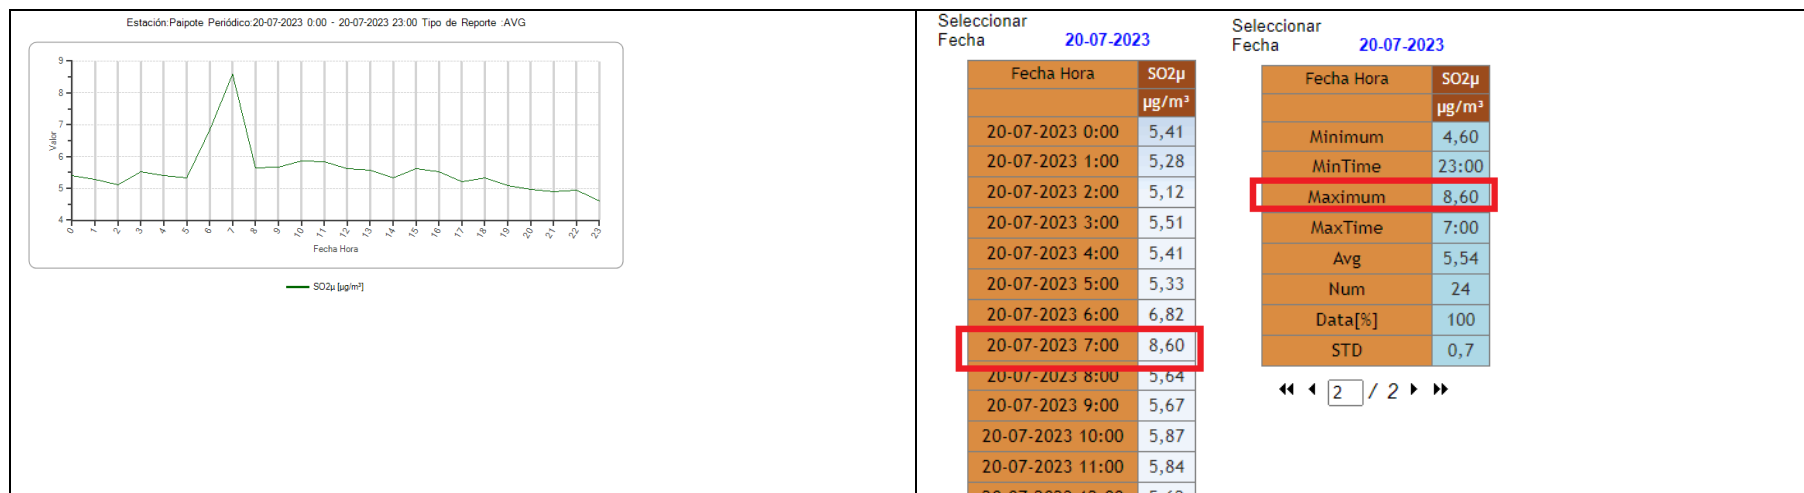 Estación:Paipote Periódico:20-07-2023 0:00 - 20-07-2023 23:00 Tipo de Reporte :AVG
9
8
7
6
5
4
Valor
0 1 2 3 4 5 6 7 8 9 10 11 12 13 14 15 16 17 18 19 20 21 22 23
Fecha Hora
SO2µ [µg/m³]
Seleccionar
Fecha 20-07-2023
Fecha Hora SO2µ
µg/m³
20-07-2023 0:00 5,41
20-07-2023 1:00 5,28
20-07-2023 2:00 5,12
20-07-2023 3:00 5,51
20-07-2023 4:00 5,41
20-07-2023 5:00 5,33
20-07-2023 6:00 6,82
20-07-2023 7:00 8,60
20-07-2023 8:00 5,64
20-07-2023 9:00 5,67
20-07-2023 10:00 5,87
20-07-2023 11:00 5,84
Seleccionar
Fecha 20-07-2023
Fecha Hora SO2µ
µg/m³
Minimum 4,60
MinTime 23:00
Maximum 8,60
MaxTime 7:00
Avg 5,54
Num 24
Data[%] 100
STD 0,7
2 / 2